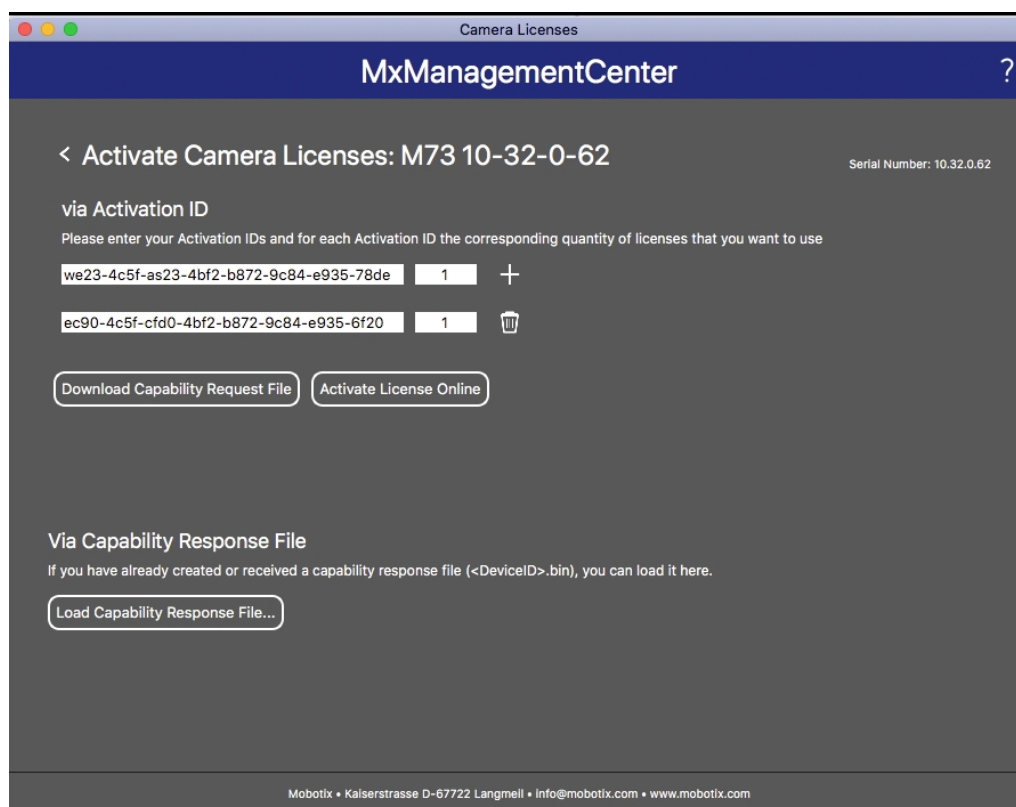 Camera Licenses
MxManagementCenter
?
< Activate Camera Licenses: M73 10-32-0-62
Serial Number: 10.32.0.62
via Activation ID
Please enter your Activation IDs and for each Activation ID the corresponding quantity of licenses that you want to use
we23-4c5f-as23-4bf2-b872-9c84-e935-78de 1 +
ec90-4c5f-cfd0-4bf2-b872-9c84-e935-6f20 1
Download Capability Request File Activate License Online
Via Capability Response File
If you have already created or received a capability response file (<DeviceID>.bin), you can load it here.
Load Capability Response File...
Mobotix • Kaiserstrasse D-67722 Langmeil • info@mobotix.com • www.mobotix.com